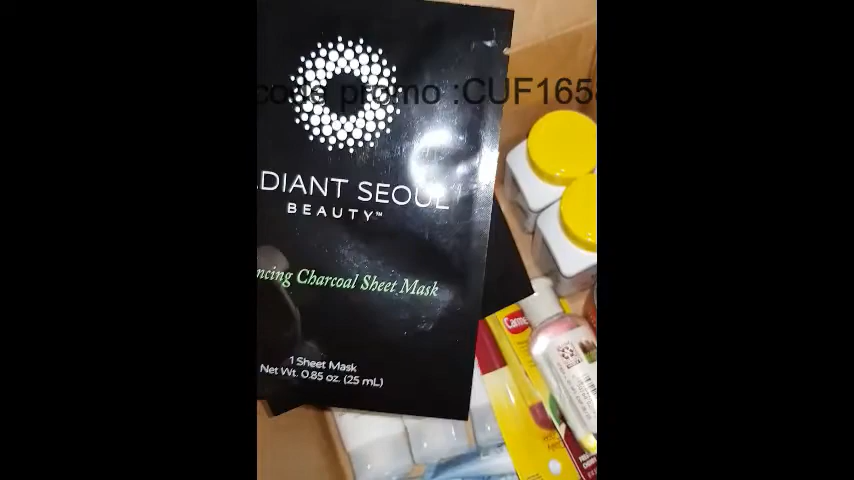 code promo :CUF165
DIANT SEOUL
BEAUTY™
ncing Charcoal Sheet Mask
1 Sheet Mask
Net Wt. 0.85 oz. (25 mL)
Carme